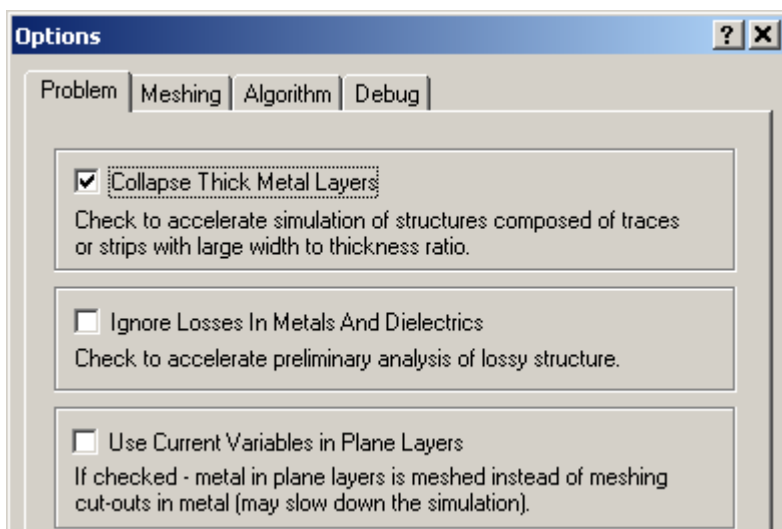 Options
Problem Meshing Algorithm Debug
Collapse Thick Metal Layers
Check to accelerate simulation of structures composed of traces
or strips with large width to thickness ratio.
Ignore Losses In Metals And Dielectrics
Check to accelerate preliminary analysis of lossy structure.
Use Current Variables in Plane Layers
If checked - metal in plane layers is meshed instead of meshing
cut-outs in metal (may slow down the simulation).